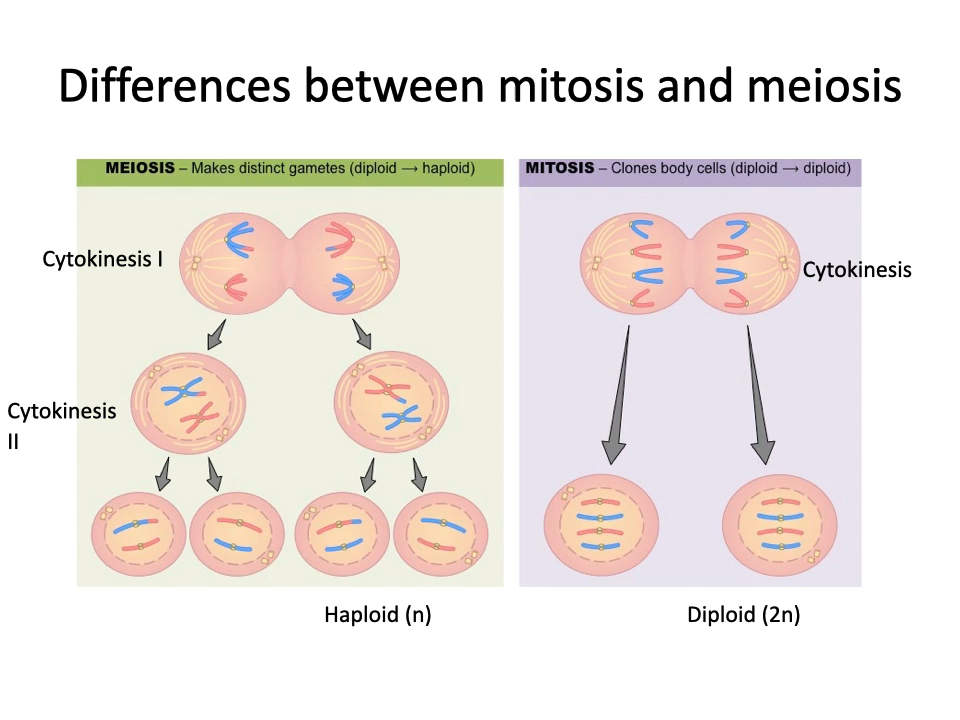 Differences between mitosis and meiosis
MEIOSIS – Makes distinct gametes (diploid → haploid)
MITOSIS – Clones body cells (diploid → diploid)
Cytokinesis I
Cytokinesis
Cytokinesis
II
Haploid (n)
Diploid (2n)